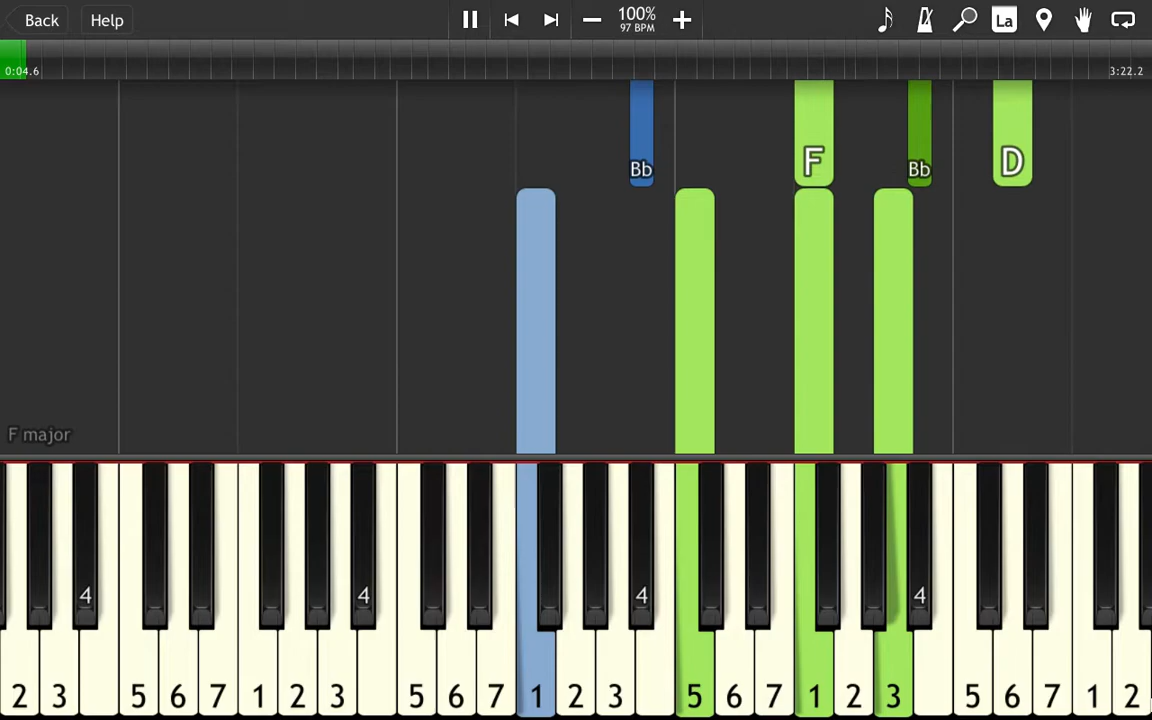 Back Help 100% La
97 BPM
0:04.6 3:22.2
F D
Bb Bb
F major
4 4 4 4
2 3 5 6 7 1 2 3 5 6 7 1 2 3 5 6 7 1 2 3 5 6 7 1 2